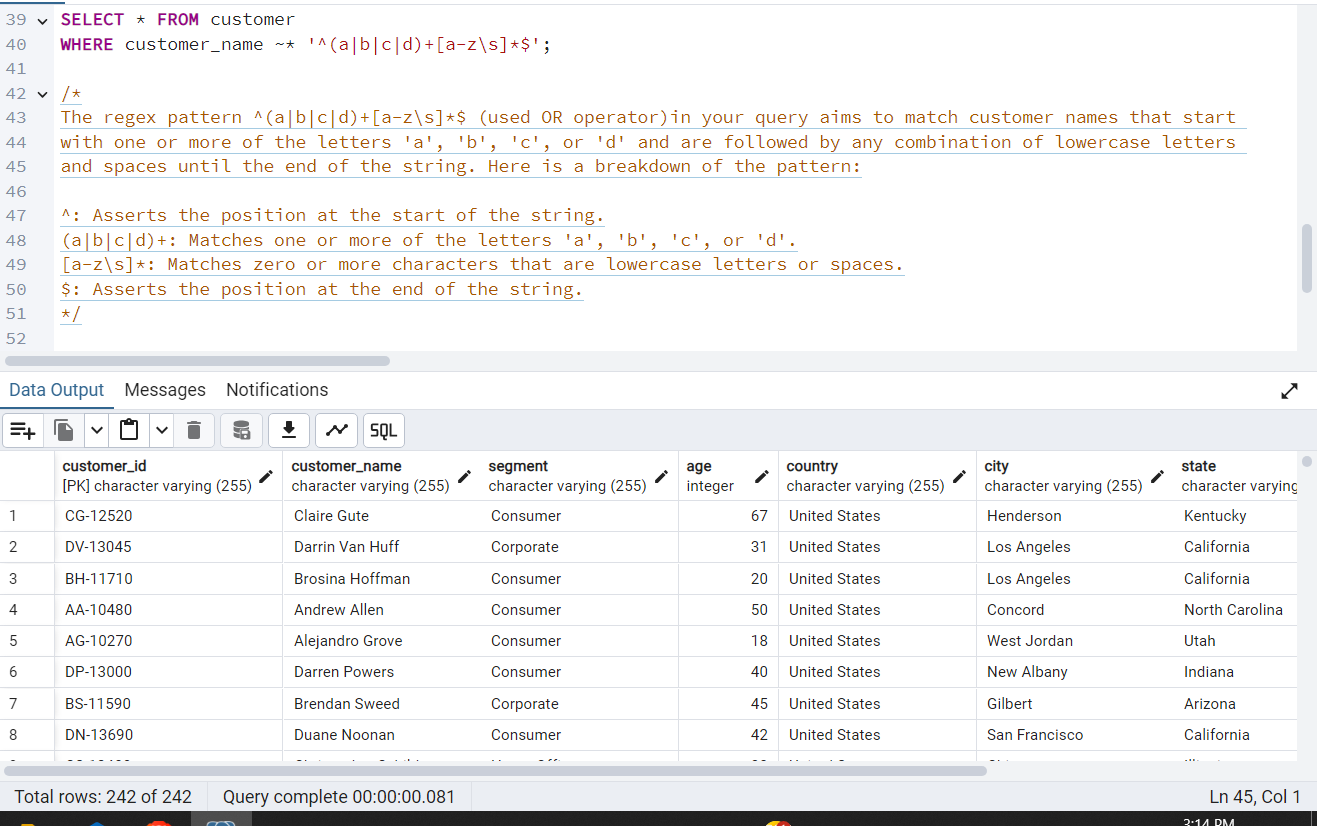 39 SELECT * FROM customer
40 WHERE customer_name ~* '^(a|b|c|d)+[a-z\s]*$';
41
42 /*
43 The regex pattern ^(a|b|c|d)+[a-z\s]*$ (used OR operator)in your query aims to match customer names that start
44 with one or more of the letters 'a', 'b', 'c', or 'd' and are followed by any combination of lowercase letters
45 and spaces until the end of the string. Here is a breakdown of the pattern:
46
47 ^: Asserts the position at the start of the string.
48 (a|b|c|d)+: Matches one or more of the letters 'a', 'b', 'c', or 'd'.
49 [a-z\s]*: Matches zero or more characters that are lowercase letters or spaces.
50 $: Asserts the position at the end of the string.
51 */
52
Data Output Messages Notifications
SQL
customer_id customer_name segment age country city state
[PK] character varying (255) character varying (255) character varying (255) integer character varying (255) character varying (255) character varying
1 CG-12520 Claire Gute Consumer 67 United States Henderson Kentucky
2 DV-13045 Darrin Van Huff Corporate 31 United States Los Angeles California
3 BH-11710 Brosina Hoffman Consumer 20 United States Los Angeles California
4 AA-10480 Andrew Allen Consumer 50 United States Concord North Carolina
5 AG-10270 Alejandro Grove Consumer 18 United States West Jordan Utah
6 DP-13000 Darren Powers Consumer 40 United States New Albany Indiana
7 BS-11590 Brendan Sweed Corporate 45 United States Gilbert Arizona
8 DN-13690 Duane Noonan Consumer 42 United States San Francisco California
Total rows: 242 of 242 Query complete 00:00:00.081 Ln 45, Col 1
3:14 PM